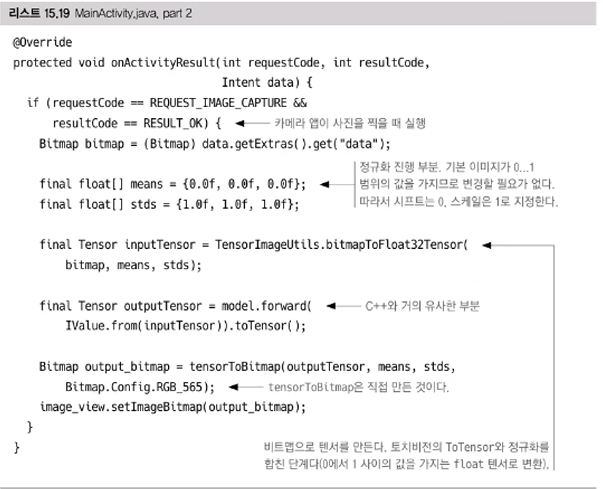 리스트 15.19 MainActivity.java, part 2
@Override
protected void onActivityResult(int requestCode, int resultCode,
Intent data) {
if (requestCode == REQUEST_IMAGE_CAPTURE &&
resultCode == RESULT_OK) { 카메라 앱이 사진을 찍을 때 실행
Bitmap bitmap = (Bitmap) data.getExtras().get("data");
정규화 진행 부분. 기본 이미지가 0...1
final float[] means = {0.0f, 0.0f, 0.0f}; 범위의 값을 가지므로 변경할 필요가 없다.
final float[] stds = {1.0f, 1.0f, 1.0f}; 따라서 시프트는 0, 스케일은 1로 지정한다.
final Tensor inputTensor = TensorImageUtils.bitmapToFloat32Tensor(
bitmap, means, stds);
final Tensor outputTensor = model.forward( C++와 거의 유사한 부분
IValue.from(inputTensor)).toTensor();
Bitmap output_bitmap = tensorToBitmap(outputTensor, means, stds,
Bitmap.Config.RGB_565); tensorToBitmap은 직접 만든 것이다.
image_view.setImageBitmap(output_bitmap);
}
} 비트맵으로 텐서를 만든다. 토치비전의 ToTensor와 정규화를
합친 단계다(0에서 1 사이의 값을 가지는 float 텐서로 변환).